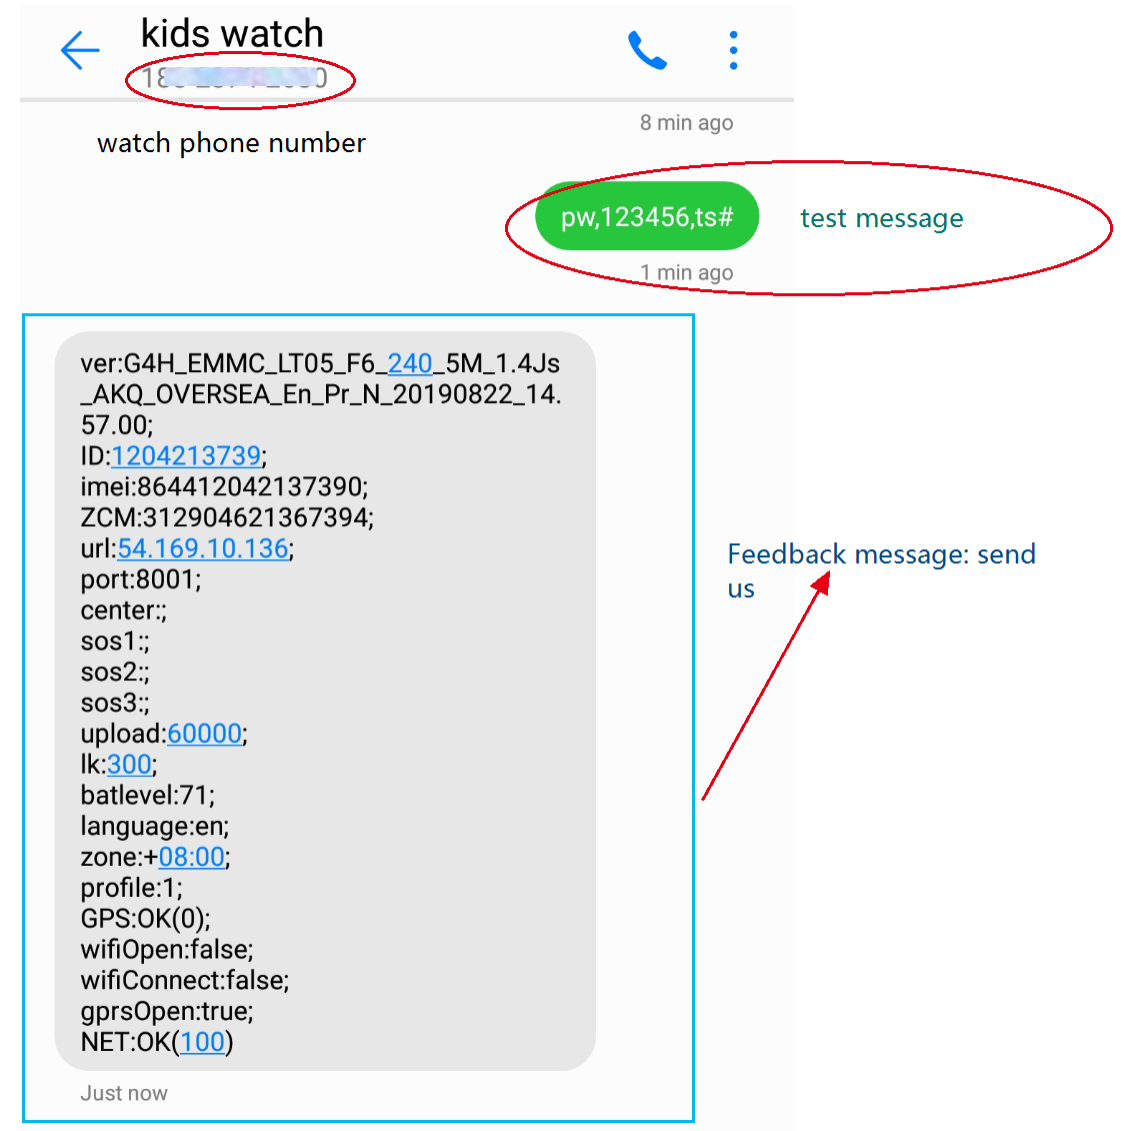 kids watch
watch phone number
8 min ago
pw,123456,ts#
test message
1 min ago
ver:G4H_EMMC_LT05_F6_240_5M_1.4Js
_AKQ_OVERSEA_En_Pr_N_20190822_14.
57.00;
ID:1204213739;
imei:864412042137390;
ZCM:312904621367394;
url:54.169.10.136;
port:8001;
center:;
sos1:;
sos2:;
sos3:;
upload:60000;
lk:300;
batlevel:71;
language:en;
zone:+08:00;
profile:1;
GPS:OK(0);
wifiOpen:false;
wifiConnect:false;
gprsOpen:true;
NET:OK(100)
Just now
Feedback message: send
us